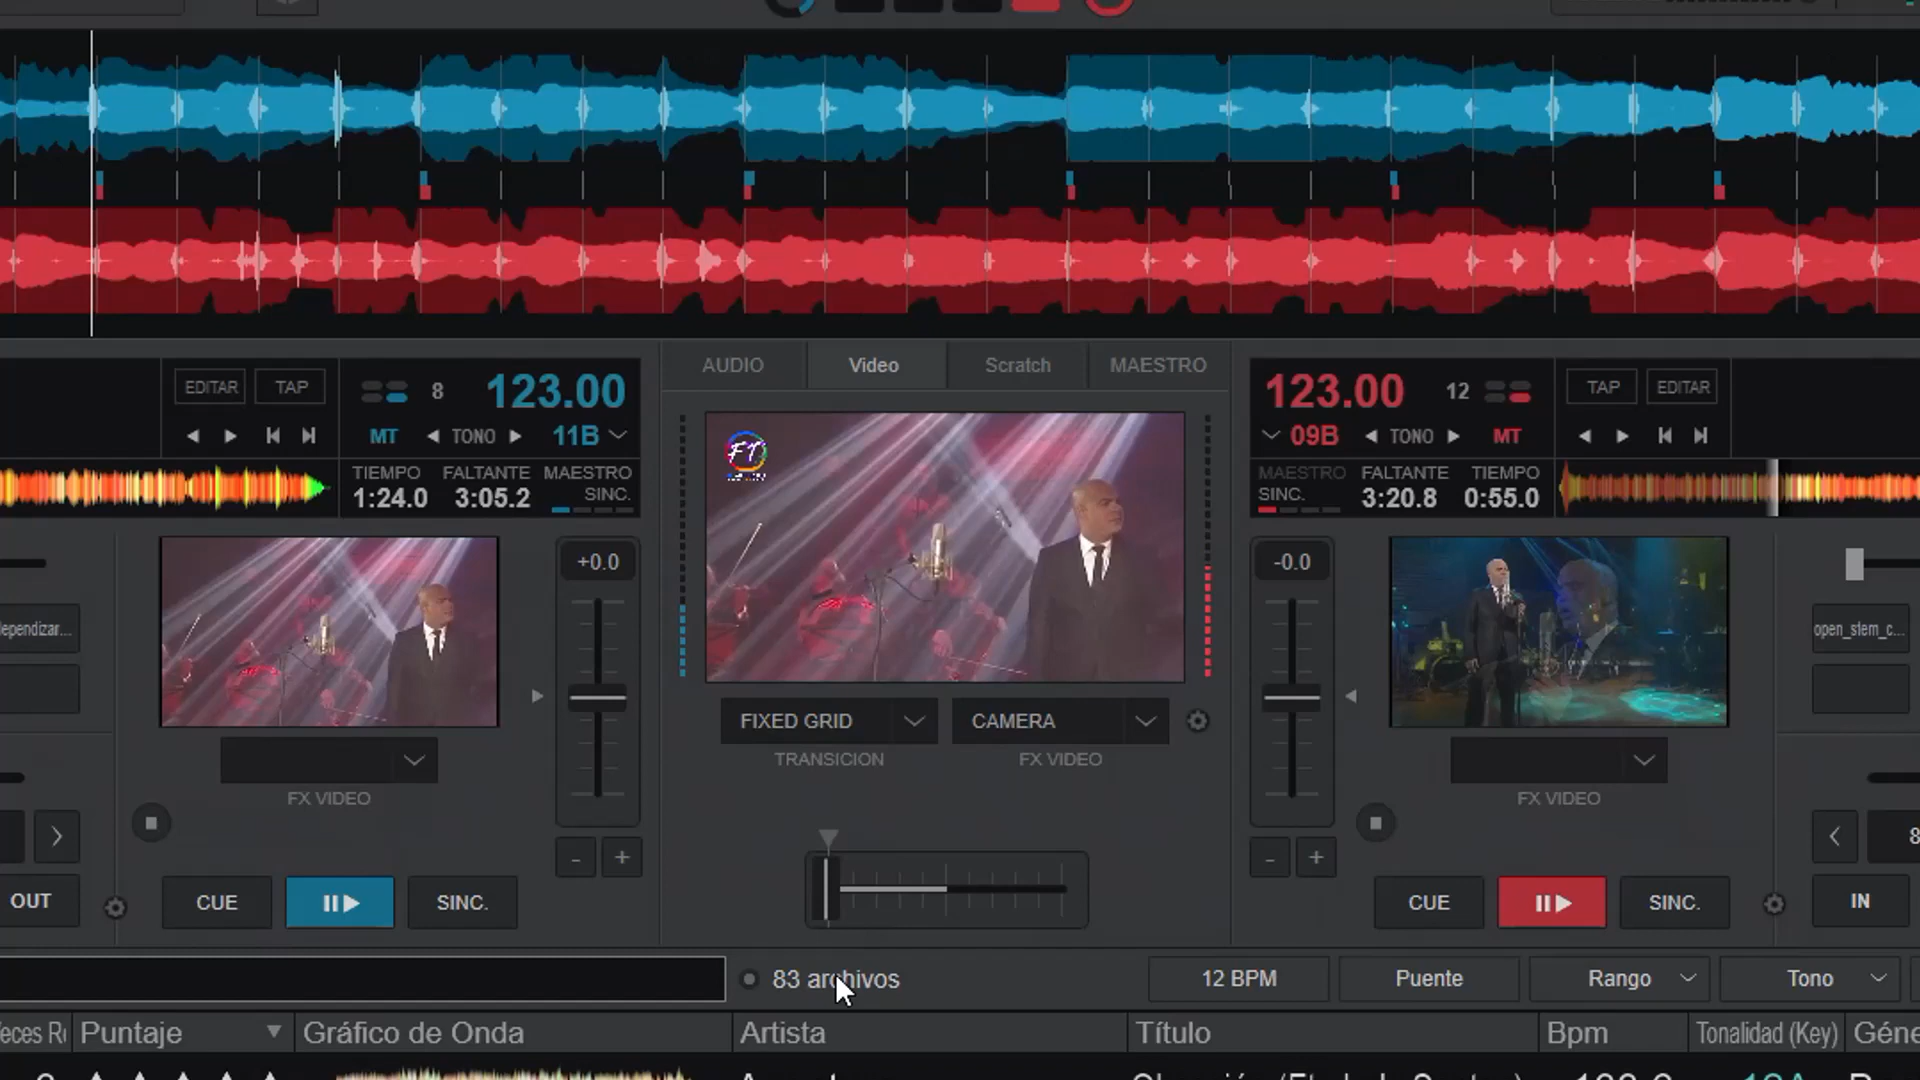 AUDIO Video Scratch MAESTRO
EDITAR TAP 8 123.00
MT TONO 11B
TIEMPO FALTANTE MAESTRO
1:24.0 3:05.2 SINC.
123.00 12 TAP EDITAR
09B TONO MT
MAESTRO FALTANTE TIEMPO
SINC. 3:20.8 0:55.0
FT
+0.0
-0.0
ependizar...
open_stem_c...
FIXED GRID CAMERA
TRANSICION FX VIDEO
FX VIDEO
FX VIDEO
- +
- +
8
OUT CUE SINC.
CUE SINC. IN
83 archivos 12 BPM Puente Rango Tono
Puntaje Gráfico de Onda Artista Título Bpm Tonalidad (Key) Géne